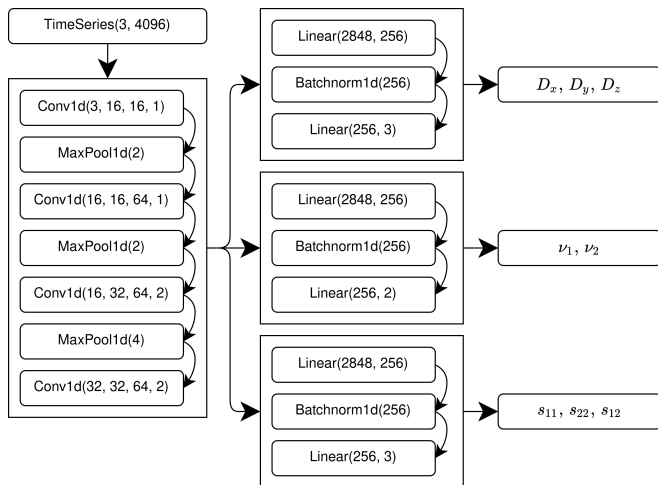 TimeSeries(3, 4096)
Conv1d(3, 16, 16, 1)
MaxPool1d(2)
Conv1d(16, 16, 64, 1)
MaxPool1d(2)
Conv1d(16, 32, 64, 2)
MaxPool1d(4)
Conv1d(32, 32, 64, 2)
Linear(2848, 256)
Batchnorm1d(256)
Linear(256, 3)
D_x, D_y, D_z
Linear(2848, 256)
Batchnorm1d(256)
Linear(256, 2)
ν_1, ν_2
Linear(2848, 256)
Batchnorm1d(256)
Linear(256, 3)
s_11, s_22, s_12